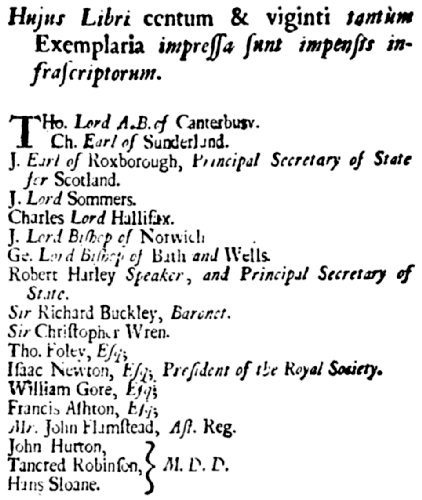 Hujus Libri centum & viginti tantùm
Exemplaria impreſſa ſunt impenſis in-
fraſcriptorum.
THo. Lord A.B. of Canterbury.
Ch. Earl of Sunderland.
J. Earl of Roxborough, Principal Secretary of State
for Scotland.
J. Lord Sommers.
Charles Lord Hallifax.
J. Lord Biſhop of Norwich
Ge. Lord Biſhop of Bath and Wells.
Robert Harley Speaker, and Principal Secretary of
State.
Sir Richard Buckley, Baronet.
Sir Chriſtopher Wren.
Tho. Foley, Eſq;
Iſaac Newton, Eſq; Preſident of the Royal Society.
William Gore, Eſq;
Francis Aſhton, Eſq;
Mr. John Flamſtead, Aſt. Reg.
John Hutton,
Tancred Robinſon, } M. D. D.
Hans Sloane.